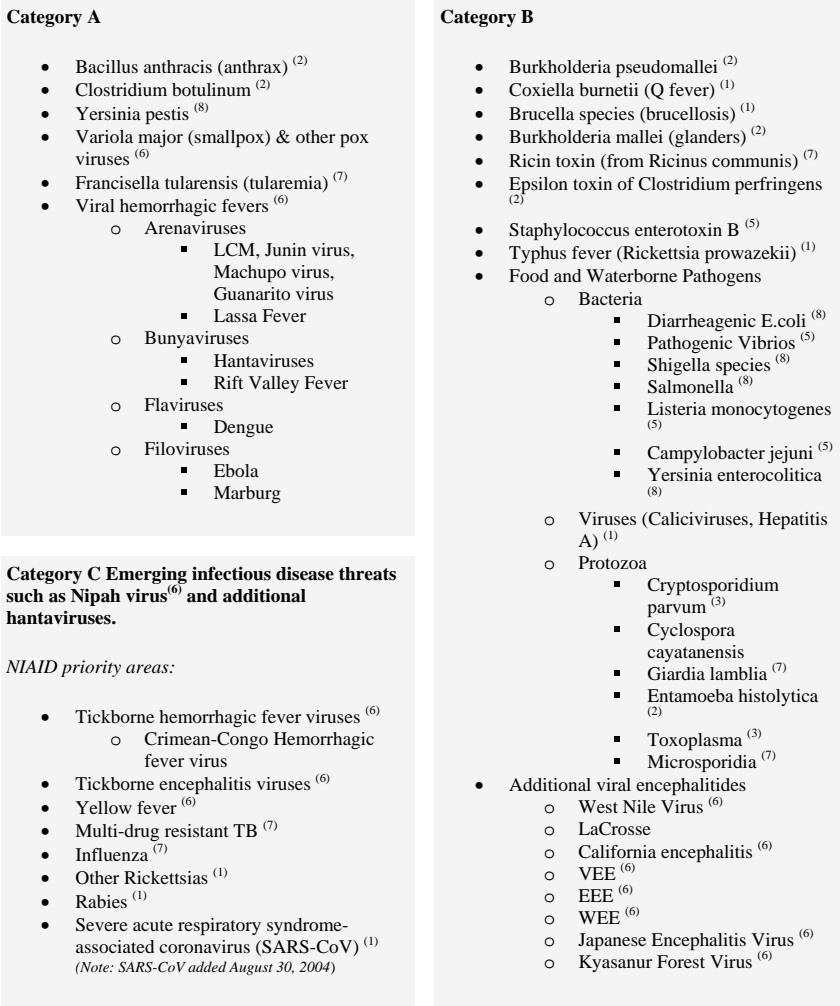 Category A
• Bacillus anthracis (anthrax) (2)
• Clostridium botulinum (2)
• Yersinia pestis (8)
• Variola major (smallpox) & other pox
viruses (6)
• Francisella tularensis (tularemia) (7)
• Viral hemorrhagic fevers (6)
o Arenaviruses
▪ LCM, Junin virus,
Machupo virus,
Guanarito virus
▪ Lassa Fever
o Bunyaviruses
▪ Hantaviruses
▪ Rift Valley Fever
o Flaviruses
▪ Dengue
o Filoviruses
▪ Ebola
▪ Marburg
Category C Emerging infectious disease threats
such as Nipah virus(6) and additional
hantaviruses.
NIAID priority areas:
• Tickborne hemorrhagic fever viruses (6)
o Crimean-Congo Hemorrhagic
fever virus
• Tickborne encephalitis viruses (6)
• Yellow fever (6)
• Multi-drug resistant TB (7)
• Influenza (7)
• Other Rickettsias (1)
• Rabies (1)
• Severe acute respiratory syndrome-
associated coronavirus (SARS-CoV) (1)
(Note: SARS-CoV added August 30, 2004)
Category B
• Burkholderia pseudomallei (2)
• Coxiella burnetii (Q fever) (1)
• Brucella species (brucellosis) (1)
• Burkholderia mallei (glanders) (2)
• Ricin toxin (from Ricinus communis) (7)
• Epsilon toxin of Clostridium perfringens
(2)
• Staphylococcus enterotoxin B (5)
• Typhus fever (Rickettsia prowazekii) (1)
• Food and Waterborne Pathogens
o Bacteria
▪ Diarrheagenic E.coli (8)
▪ Pathogenic Vibrios (5)
▪ Shigella species (8)
▪ Salmonella (8)
▪ Listeria monocytogenes
(5)
▪ Campylobacter jejuni (5)
▪ Yersinia enterocolitica
(8)
o Viruses (Caliciviruses, Hepatitis
A) (1)
o Protozoa
▪ Cryptosporidium
parvum (3)
▪ Cyclospora
cayatanensis
▪ Giardia lamblia (7)
▪ Entamoeba histolytica
(2)
▪ Toxoplasma (3)
▪ Microsporidia (7)
• Additional viral encephalitides
o West Nile Virus (6)
o LaCrosse
o California encephalitis (6)
o VEE (6)
o EEE (6)
o WEE (6)
o Japanese Encephalitis Virus (6)
o Kyasanur Forest Virus (6)